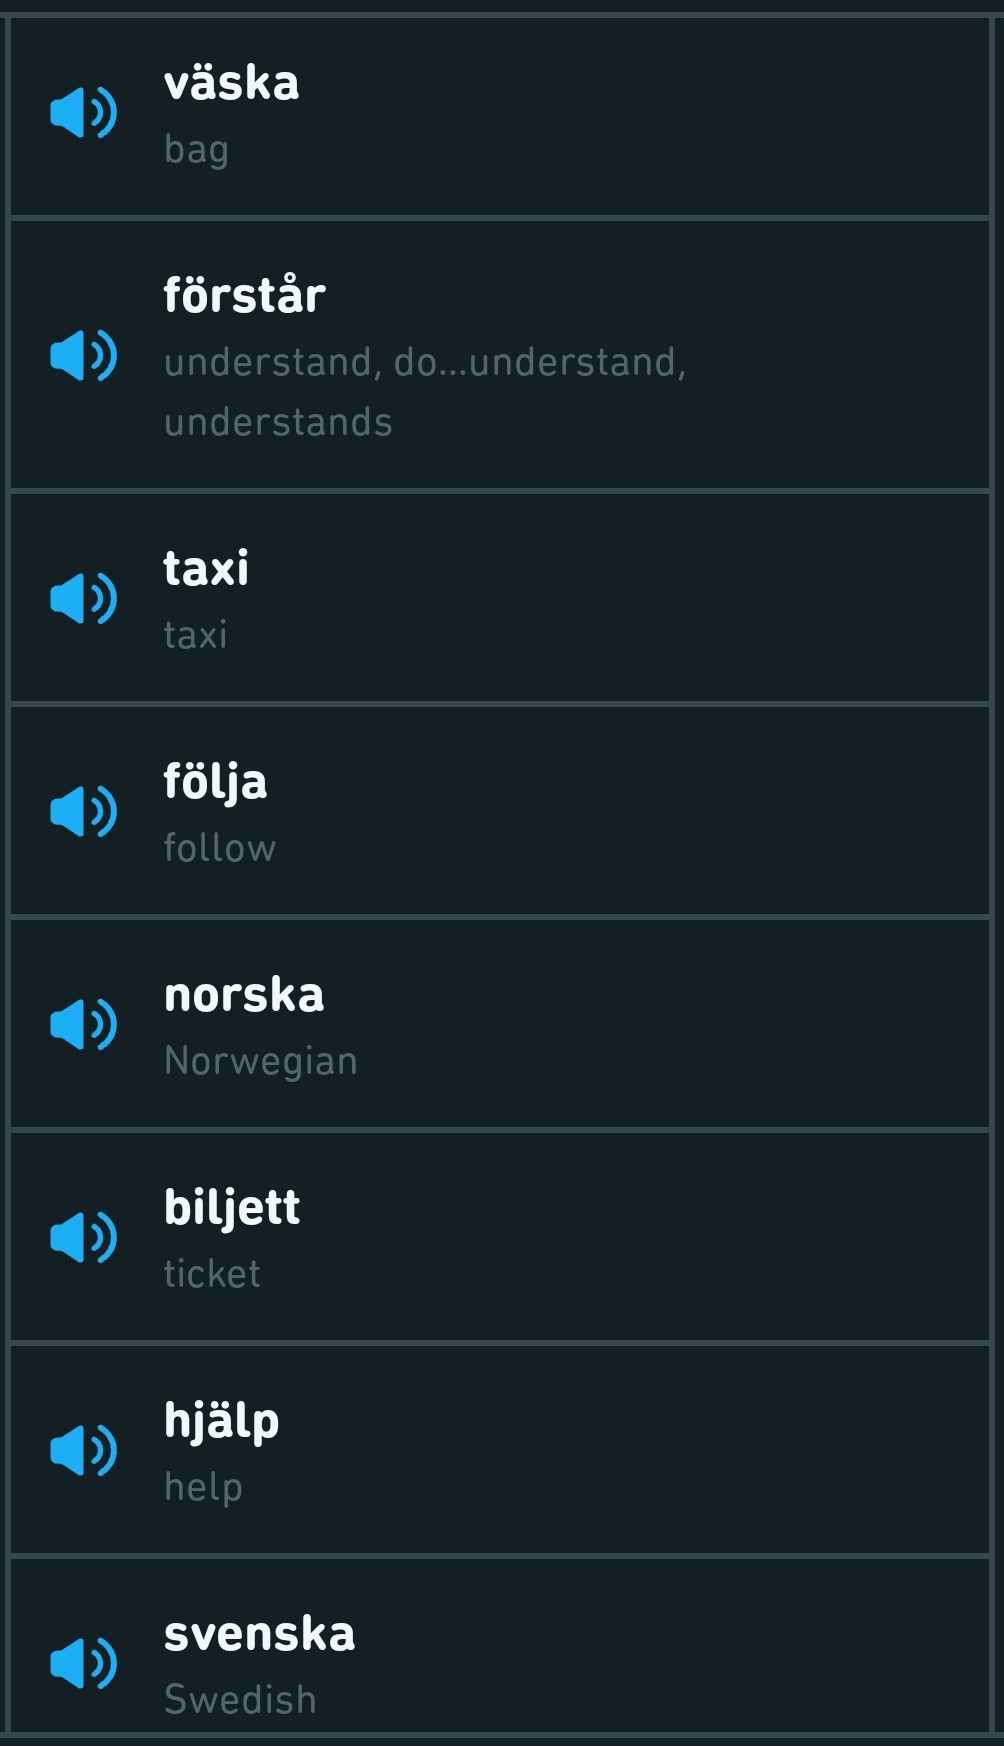 väska
bag
förstår
understand, do...understand,
understands
taxi
taxi
följa
follow
norska
Norwegian
biljett
ticket
hjälp
help
svenska
Swedish